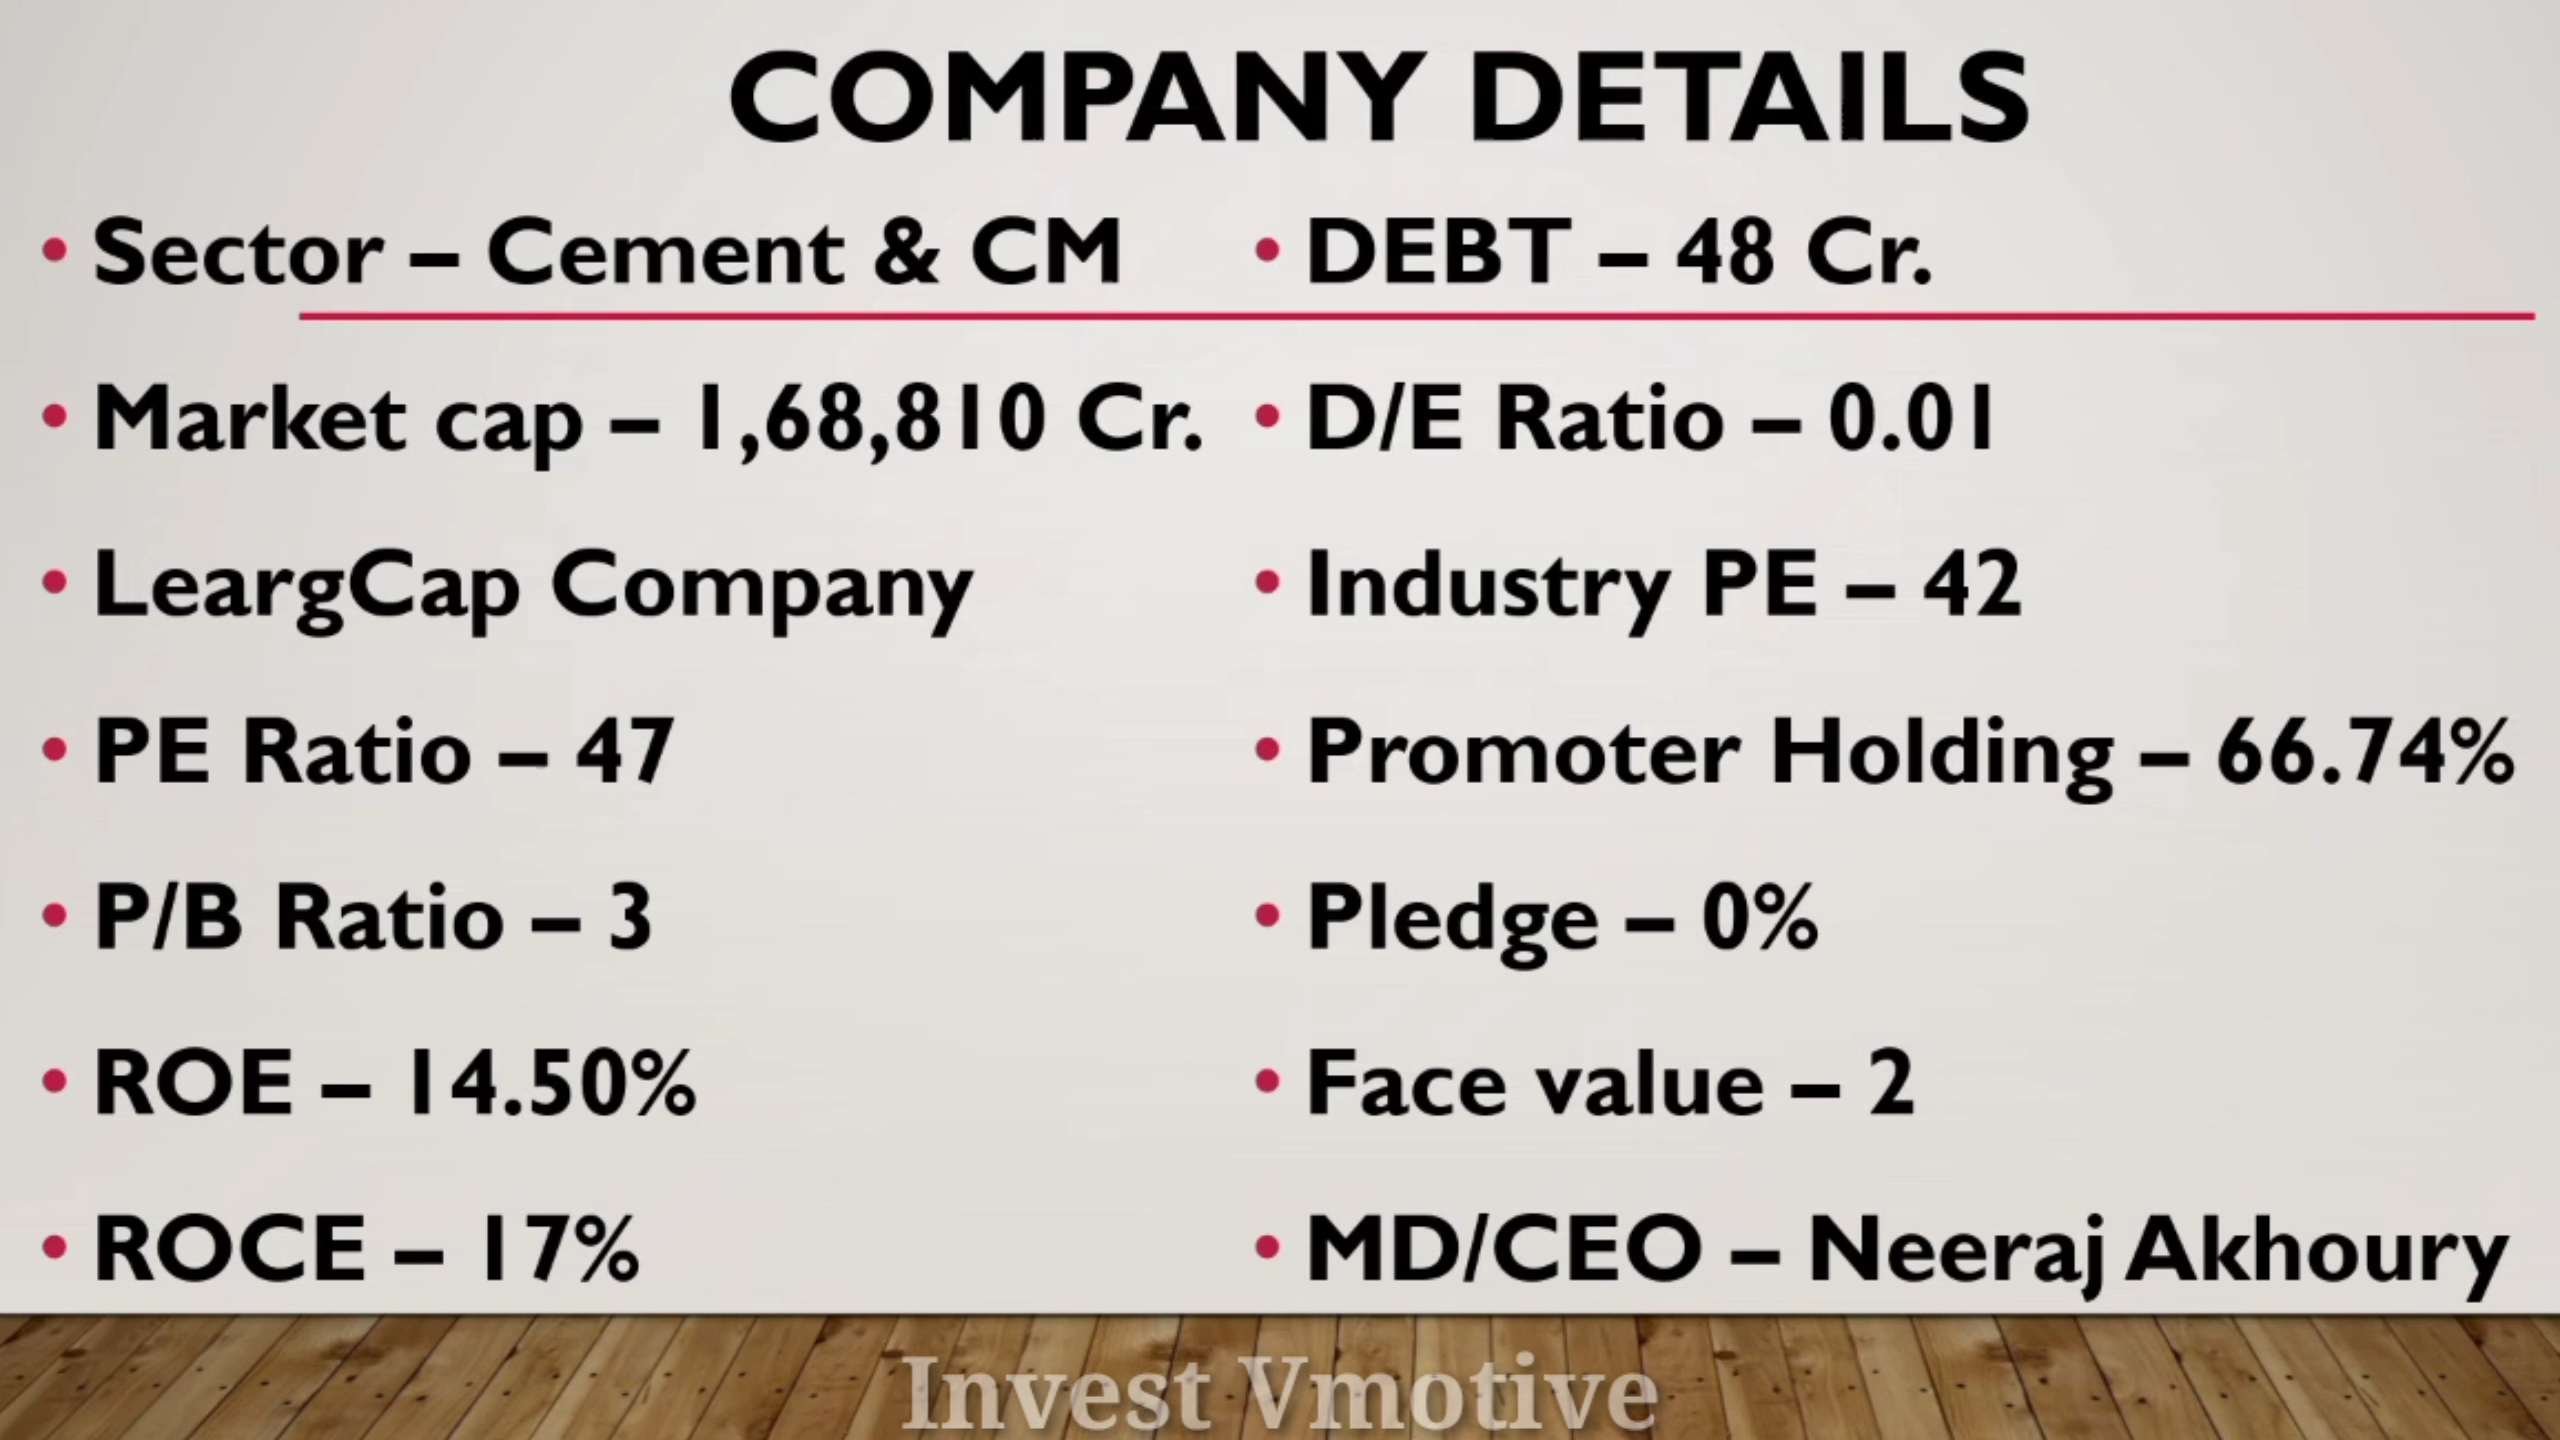 COMPANY DETAILS
• Sector – Cement & CM
• Market cap – 1,68,810 Cr.
• LeargCap Company
• PE Ratio – 47
• P/B Ratio – 3
• ROE – 14.50%
• ROCE – 17%
• DEBT – 48 Cr.
• D/E Ratio – 0.01
• Industry PE – 42
• Promoter Holding – 66.74%
• Pledge – 0%
• Face value – 2
• MD/CEO – Neeraj Akhoury
Invest Vmotive